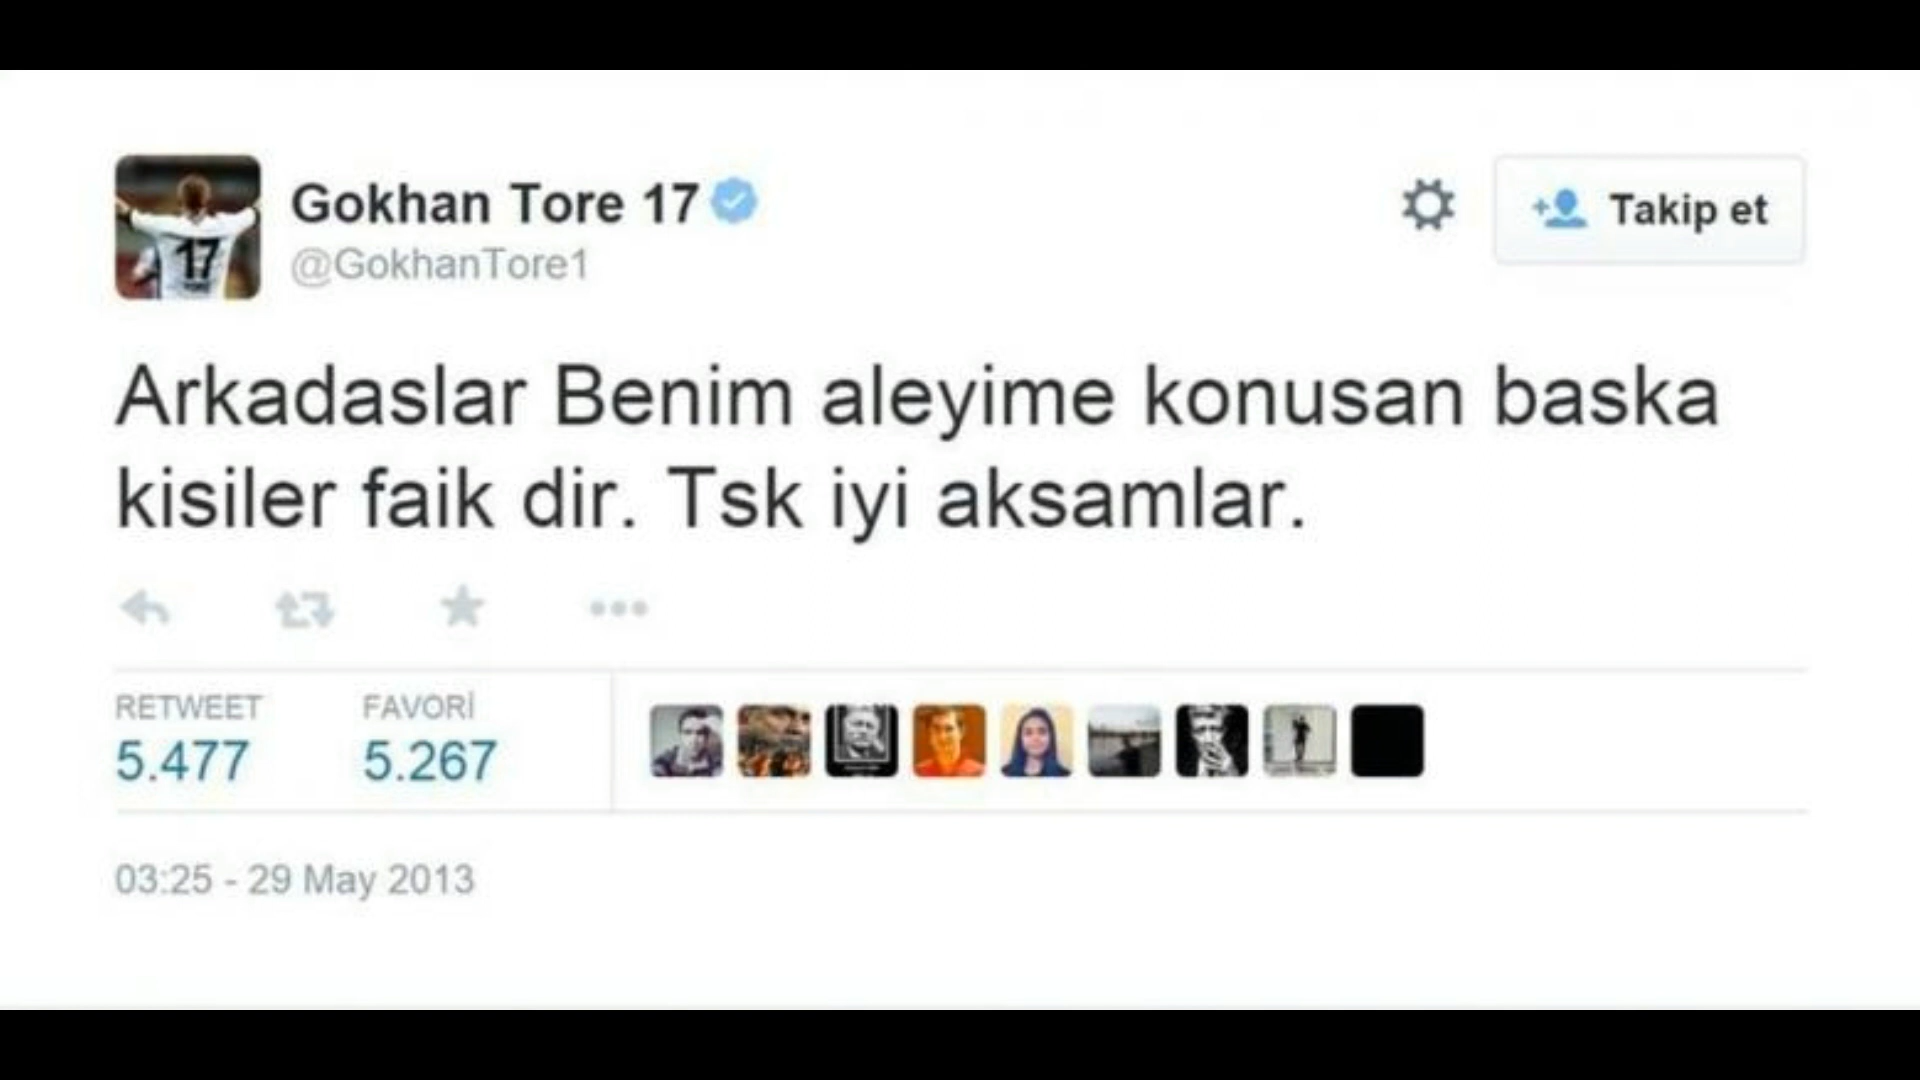 Gokhan Tore 17
@GokhanTore1
Takip et
17
Arkadaslar Benim aleyime konusan baska
kisiler faik dir. Tsk iyi aksamlar.
RETWEET
FAVORİ
5.477
5.267
03:25 - 29 May 2013